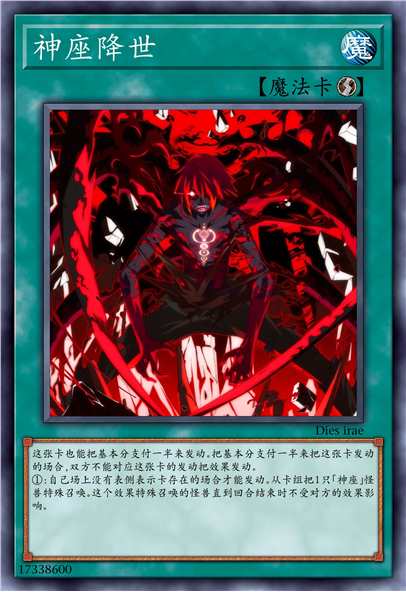 神座降世
魔
【魔法卡】
Dies irae
这张卡也能把基本分支付一半来发动。把基本分支付一半来把这张卡发动
的场合,双方不能对应这张卡的发动把效果发动。
①:自己场上没有表侧表示卡存在的场合才能发动。从卡组把1只「神座」怪
兽特殊召唤。这个效果特殊召唤的怪兽直到回合结束时不受对方的效果影
响。
17338600